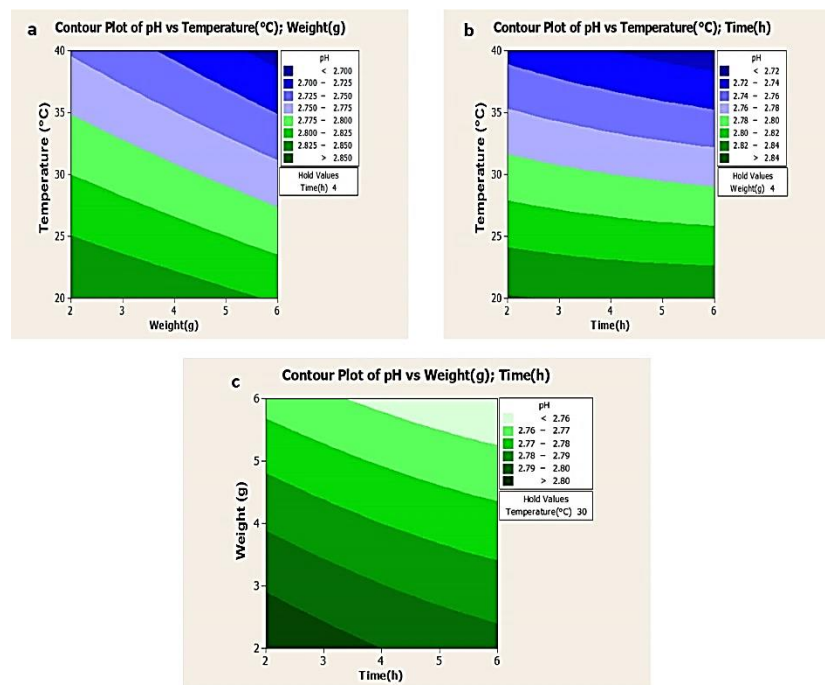 a
Contour Plot of pH vs Temperature(°C); Weight(g)
40
35
30
25
20
Temperature (°C)
2 3 4 5 6
Weight(g)
pH
< 2.700
2.700 – 2.725
2.725 – 2.750
2.750 – 2.775
2.775 – 2.800
2.800 – 2.825
2.825 – 2.850
> 2.850
Hold Values
Time(h) 4
b
Contour Plot of pH vs Temperature(°C); Time(h)
40
35
30
25
20
Temperature (°C)
2 3 4 5 6
Time(h)
pH
< 2.72
2.72 – 2.74
2.74 – 2.76
2.76 – 2.78
2.78 – 2.80
2.80 – 2.82
2.82 – 2.84
> 2.84
Hold Values
Weight(g) 4
c
Contour Plot of pH vs Weight(g); Time(h)
6
5
4
3
2
Weight (g)
2 3 4 5 6
Time(h)
pH
< 2.76
2.76 – 2.77
2.77 – 2.78
2.78 – 2.79
2.79 – 2.80
> 2.80
Hold Values
Temperature(°C) 30